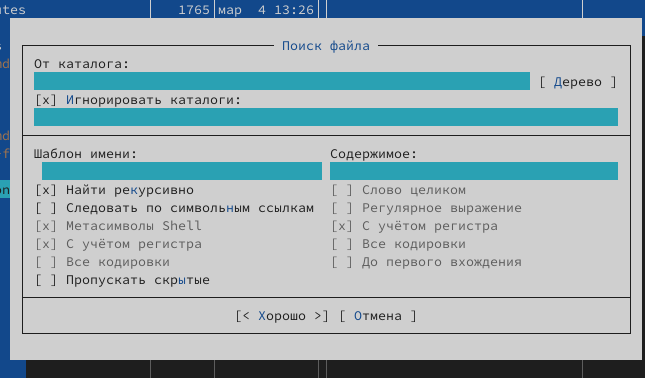 utes 1765 мар 4 13:26
Поиск файла
От каталога:
[ Дерево ]
[x] Игнорировать каталоги:
Шаблон имени: Содержимое:
[x] Найти рекурсивно [ ] Слово целиком
[ ] Следовать по символьным ссылкам [ ] Регулярное выражение
[x] Метасимволы Shell [x] С учётом регистра
[x] С учётом регистра [ ] Все кодировки
[ ] Все кодировки [ ] До первого вхождения
[ ] Пропускать скрытые
[< Хорошо >] [ Отмена ]